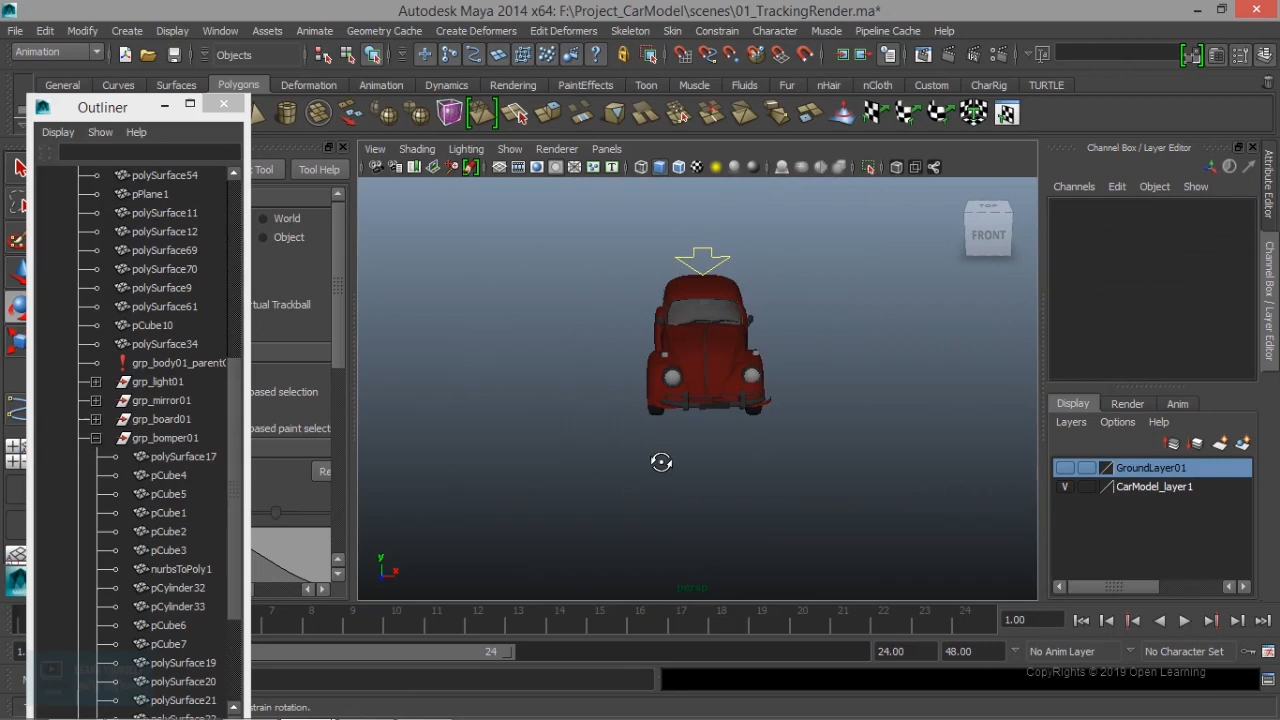 Autodesk Maya 2014 x64: F:\Project_CarModel\scenes\01_TrackingRender.ma*
File Edit Modify Create Display Window Assets Animate Geometry Cache Create Deformers Edit Deformers Skeleton Constrain Character Muscle Pipeline Cache Help
Animation Objects
General Curves Surfaces Polygons Deformation Animation Dynamics Rendering PaintEffects Toon Muscle Fluids Fur nHair nCloth Custom CharRig TURTLE
Outliner
Display Show Help
polySurface54
pPlane1
polySurface11
polySurface12
polySurface69
polySurface70
polySurface9
polySurface61
pCube10
polySurface34
grp_body01_parentC
grp_light01
grp_mirror01
grp_board01
grp_bomper01
polySurface17
pCube4
pCube5
pCube1
pCube2
pCube3
nurbsToPoly1
pCylinder32
pCylinder33
pCube6
pCube7
polySurface19
polySurface20
polySurface21
Tool Tool Help
World
Object
rtual Trackball
based selection
based paint select
Re
View Shading Lighting Show Renderer Panels
TOP
FRONT
y
x
persp
Channel Box / Layer Editor
Channels Edit Object Show
Attribute Editor
Channel Box / Layer Editor
Display Render Anim
Layers Options Help
GroundLayer01
V CarModel_layer1
7 8 9 10 11 12 13 14 15 16 17 18 19 20 21 22 23 24 1.00
1. 24 24.00 48.00 No Anim Layer No Character Set
CopyRights © 2019 Open Learning
strain rotation.